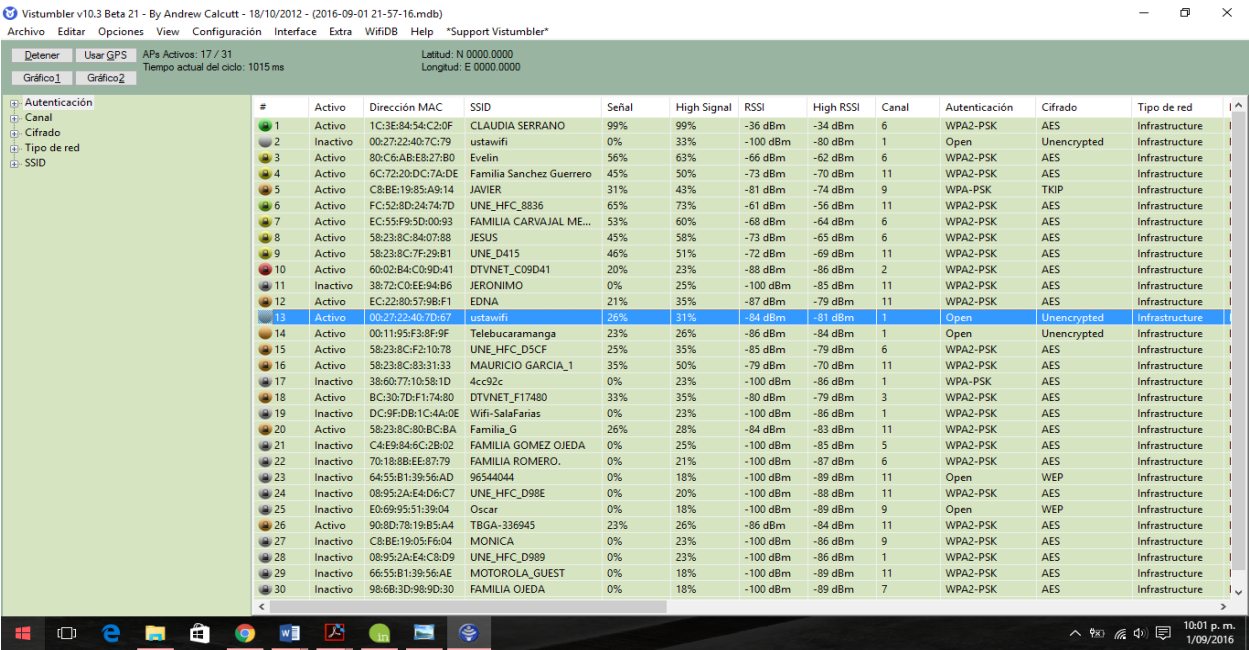 Vistumbler v10.3 Beta 21 - By Andrew Calcutt - 18/10/2012 - (2016-09-01 21-57-16.mdb)
Archivo Editar Opciones View Configuración Interface Extra WifiDB Help *Support Vistumbler*
Detener Usar GPS APs Activos: 17 / 31 Latitud: N 0000.0000
Tiempo actual del ciclo: 1015 ms Longitud: E 0000.0000
Gráfico1 Gráfico2
Autenticación
Canal
Cifrado
Tipo de red
SSID
# Activo Dirección MAC SSID Señal High Signal RSSI High RSSI Canal Autenticación Cifrado Tipo de red
1 Activo 1C:3E:84:54:C2:0F CLAUDIA SERRANO 99% 99% -36 dBm -34 dBm 6 WPA2-PSK AES Infrastructure
2 Inactivo 00:27:22:40:7C:79 ustawifi 0% 33% -100 dBm -80 dBm 1 Open Unencrypted Infrastructure
3 Activo 80:C6:AB:E8:27:B0 Evelin 56% 63% -66 dBm -62 dBm 6 WPA2-PSK AES Infrastructure
4 Activo 6C:72:20:DC:7A:DE Familia Sanchez Guerrero 45% 50% -73 dBm -70 dBm 11 WPA2-PSK AES Infrastructure
5 Activo C8:BE:19:85:A9:14 JAVIER 31% 43% -81 dBm -74 dBm 9 WPA-PSK TKIP Infrastructure
6 Activo FC:52:8D:24:74:7D UNE_HFC_8836 65% 73% -61 dBm -56 dBm 11 WPA2-PSK AES Infrastructure
7 Activo EC:55:F9:5D:00:93 FAMILIA CARVAJAL ME... 53% 60% -68 dBm -64 dBm 6 WPA2-PSK AES Infrastructure
8 Activo 58:23:8C:84:07:88 JESUS 45% 58% -73 dBm -65 dBm 6 WPA2-PSK AES Infrastructure
9 Activo 58:23:8C:7F:29:B1 UNE_D415 46% 51% -72 dBm -69 dBm 11 WPA2-PSK AES Infrastructure
10 Activo 60:02:B4:C0:9D:41 DTVNET_C09D41 20% 23% -88 dBm -86 dBm 2 WPA2-PSK AES Infrastructure
11 Inactivo 38:72:C0:EE:94:B6 JERONIMO 0% 25% -100 dBm -85 dBm 11 WPA2-PSK AES Infrastructure
12 Activo EC:22:80:57:9B:F1 EDNA 21% 35% -87 dBm -79 dBm 11 WPA2-PSK AES Infrastructure
13 Activo 00:27:22:40:7D:67 ustawifi 26% 31% -84 dBm -81 dBm 1 Open Unencrypted Infrastructure
14 Activo 00:11:95:F3:8F:9F Telebucaramanga 23% 26% -86 dBm -84 dBm 1 Open Unencrypted Infrastructure
15 Activo 58:23:8C:F2:10:78 UNE_HFC_D5CF 25% 35% -85 dBm -79 dBm 6 WPA2-PSK AES Infrastructure
16 Activo 58:23:8C:83:31:33 MAURICIO GARCIA_1 35% 50% -79 dBm -70 dBm 11 WPA2-PSK AES Infrastructure
17 Inactivo 38:60:77:10:58:1D 4cc92c 0% 23% -100 dBm -86 dBm 1 WPA-PSK AES Infrastructure
18 Activo BC:30:7D:F1:74:80 DTVNET_F17480 33% 35% -80 dBm -79 dBm 3 WPA2-PSK AES Infrastructure
19 Inactivo DC:9F:DB:1C:4A:0E Wifi-SalaFarias 0% 23% -100 dBm -86 dBm 1 WPA2-PSK AES Infrastructure
20 Activo 58:23:8C:80:BC:BA Familia_G 26% 28% -84 dBm -83 dBm 11 WPA2-PSK AES Infrastructure
21 Inactivo C4:E9:84:6C:2B:02 FAMILIA GOMEZ OJEDA 0% 25% -100 dBm -85 dBm 5 WPA2-PSK AES Infrastructure
22 Inactivo 70:18:8B:EE:87:79 FAMILIA ROMERO. 0% 21% -100 dBm -87 dBm 6 WPA2-PSK AES Infrastructure
23 Inactivo 64:55:B1:39:56:AD 96544044 0% 18% -100 dBm -89 dBm 11 Open WEP Infrastructure
24 Inactivo 08:95:2A:E4:D6:C7 UNE_HFC_D98E 0% 20% -100 dBm -88 dBm 11 WPA2-PSK AES Infrastructure
25 Inactivo E0:69:95:51:39:04 Oscar 0% 18% -100 dBm -89 dBm 9 Open WEP Infrastructure
26 Activo 90:8D:78:19:B5:A4 TBGA-336945 23% 26% -86 dBm -84 dBm 11 WPA2-PSK AES Infrastructure
27 Inactivo C8:BE:19:05:F6:04 MONICA 0% 23% -100 dBm -86 dBm 9 WPA2-PSK AES Infrastructure
28 Inactivo 08:95:2A:E4:C8:D9 UNE_HFC_D989 0% 23% -100 dBm -86 dBm 1 WPA2-PSK AES Infrastructure
29 Inactivo 66:55:B1:39:56:AE MOTOROLA_GUEST 0% 18% -100 dBm -89 dBm 11 WPA2-PSK AES Infrastructure
30 Inactivo 98:6B:3D:98:9D:30 FAMILIA OJEDA 0% 18% -100 dBm -89 dBm 7 WPA2-PSK AES Infrastructure
10:01 p. m.
1/09/2016